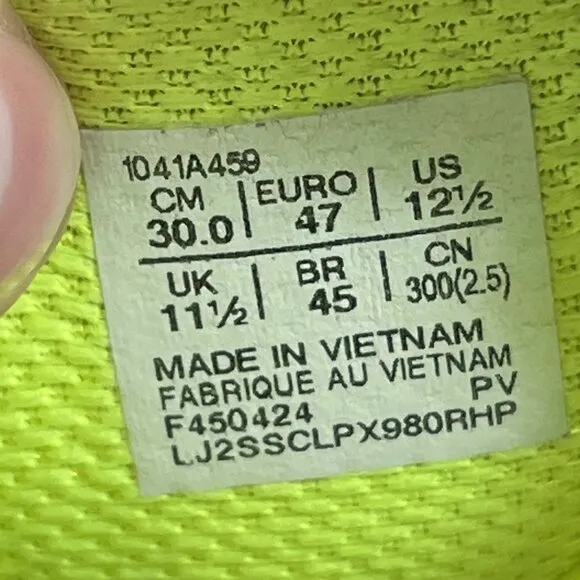 1041A459
CM | EURO | US
30.0 | 47 | 12½
UK | BR | CN
11½ | 45 | 300(2.5)
MADE IN VIETNAM
FABRIQUE AU VIETNAM
PV
F450424
LJ2SSCLPX980RHP